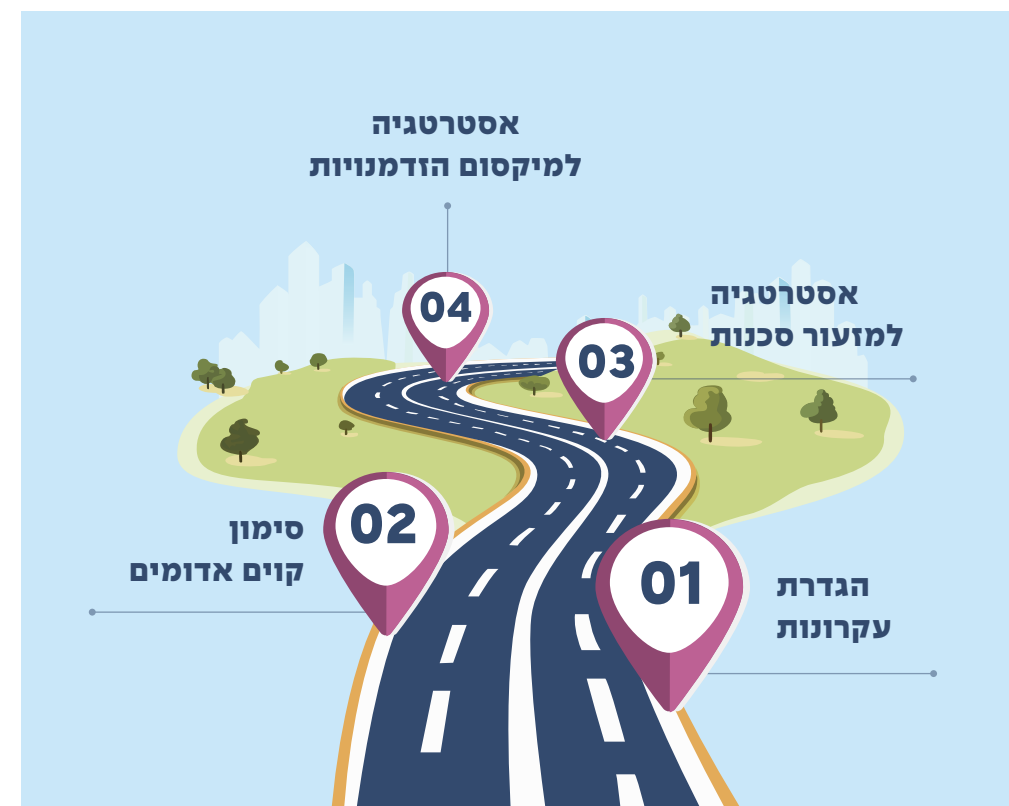 אסטרטגיה
למיקסום הזדמנויות
04
אסטרטגיה
למזעור סכנות
03
סימון
קוים אדומים
02
01
הגדרת
עקרונות